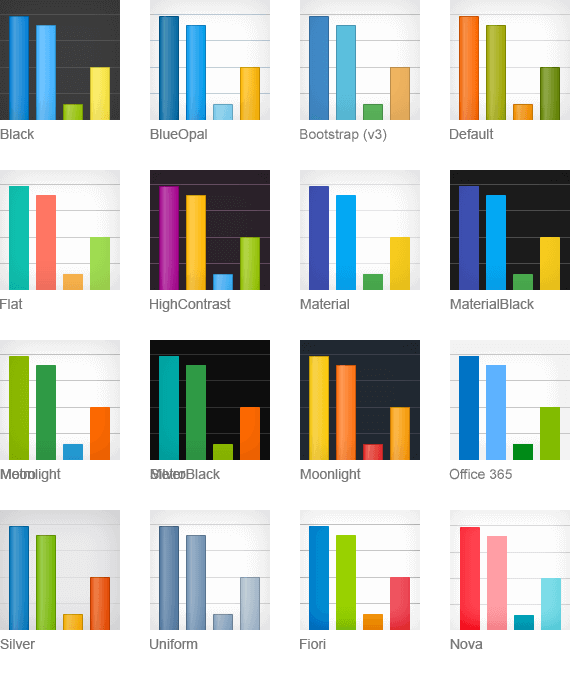 Black
BlueOpal
Bootstrap (v3)
Default
Flat
HighContrast
Material
MaterialBlack
Moonlight
Office 365
Silver
Uniform
Fiori
Nova